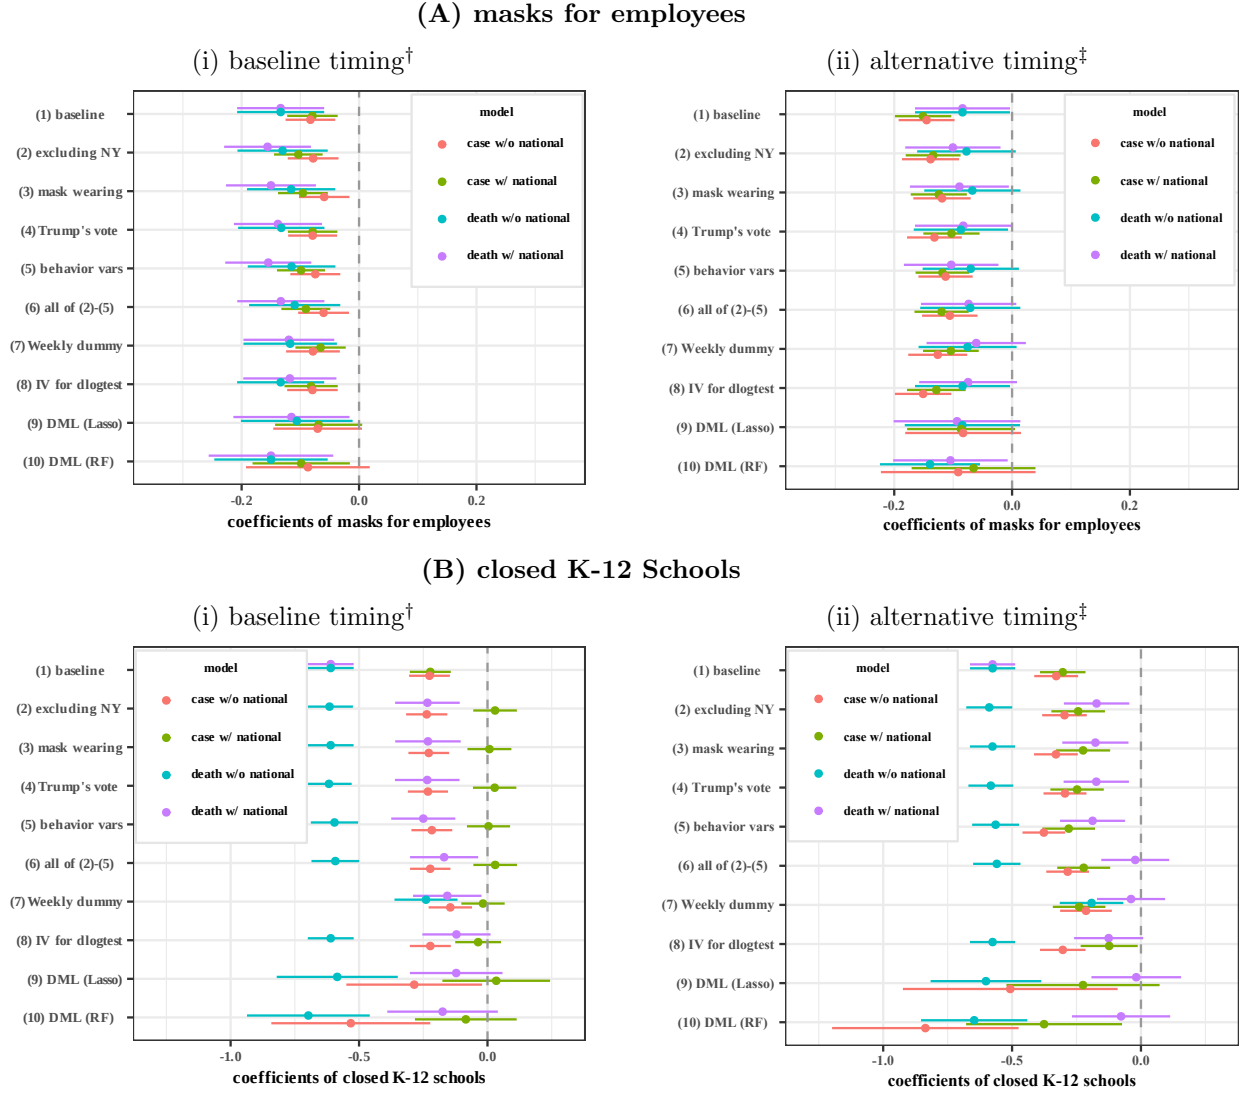 (A) masks for employees
(i) baseline timing†
(ii) alternative timing‡
(1) baseline
(2) excluding NY
(3) mask wearing
(4) Trump's vote
(5) behavior vars
(6) all of (2)-(5)
(7) Weekly dummy
(8) IV for dlogtest
(9) DML (Lasso)
(10) DML (RF)
model
case w/o national
case w/ national
death w/o national
death w/ national
-0.2
0.0
0.2
coefficients of masks for employees
(1) baseline
(2) excluding NY
(3) mask wearing
(4) Trump's vote
(5) behavior vars
(6) all of (2)-(5)
(7) Weekly dummy
(8) IV for dlogtest
(9) DML (Lasso)
(10) DML (RF)
model
case w/o national
case w/ national
death w/o national
death w/ national
-0.2
0.0
0.2
coefficients of masks for employees
(B) closed K-12 Schools
(i) baseline timing†
(ii) alternative timing‡
(1) baseline
(2) excluding NY
(3) mask wearing
(4) Trump's vote
(5) behavior vars
(6) all of (2)-(5)
(7) Weekly dummy
(8) IV for dlogtest
(9) DML (Lasso)
(10) DML (RF)
model
case w/o national
case w/ national
death w/o national
death w/ national
-1.0
-0.5
0.0
coefficients of closed K-12 schools
(1) baseline
(2) excluding NY
(3) mask wearing
(4) Trump's vote
(5) behavior vars
(6) all of (2)-(5)
(7) Weekly dummy
(8) IV for dlogtest
(9) DML (Lasso)
(10) DML (RF)
model
case w/o national
case w/ national
death w/o national
death w/ national
-1.0
-0.5
0.0
coefficients of closed K-12 schools